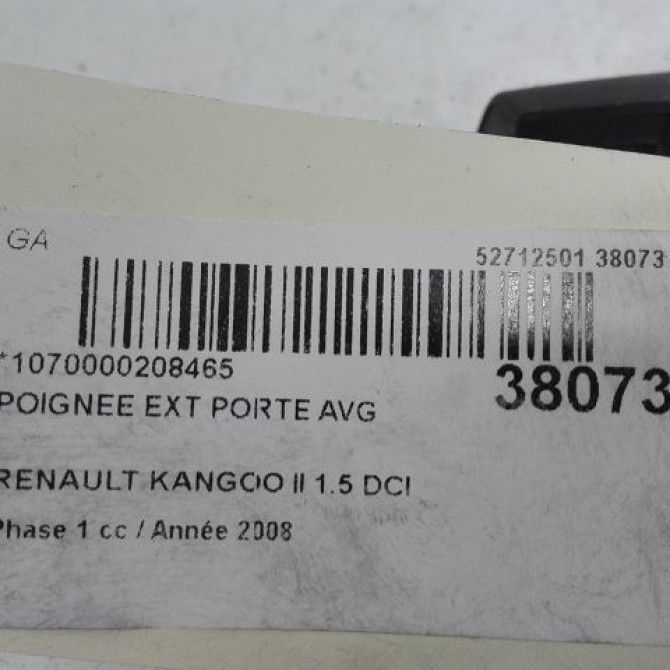 GA
52712501 38073
*1070000208465
38073
POIGNEE EXT PORTE AVG
RENAULT KANGOO II 1.5 DCI
Phase 1 cc / Année 2008